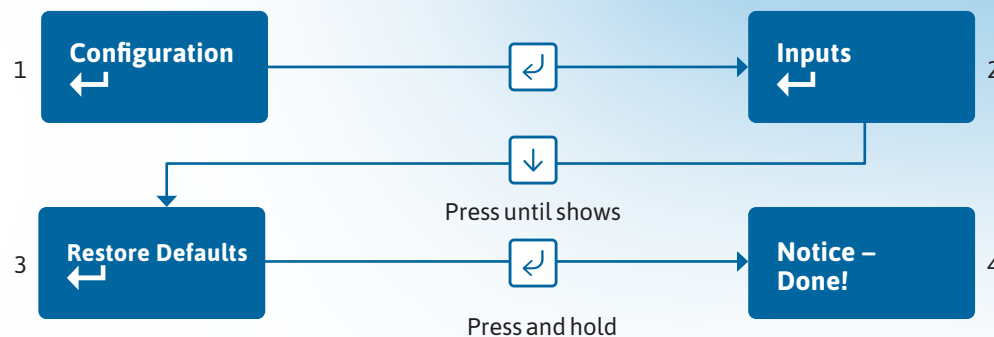 1
Configuration
Inputs
2
Press until shows
3
Restore Defaults
Notice –
Done!
4
Press and hold